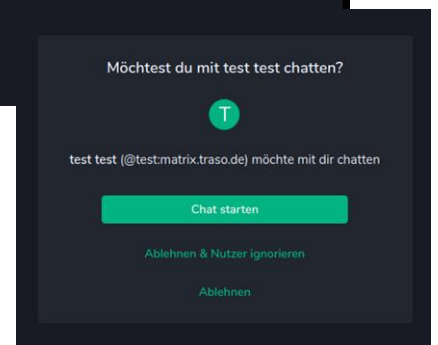 Möchtest du mit test test chatten?
T
test test (@test:matrix.traso.de) möchte mit dir chatten
Chat starten
Ablehnen & Nutzer ignorieren
Ablehnen